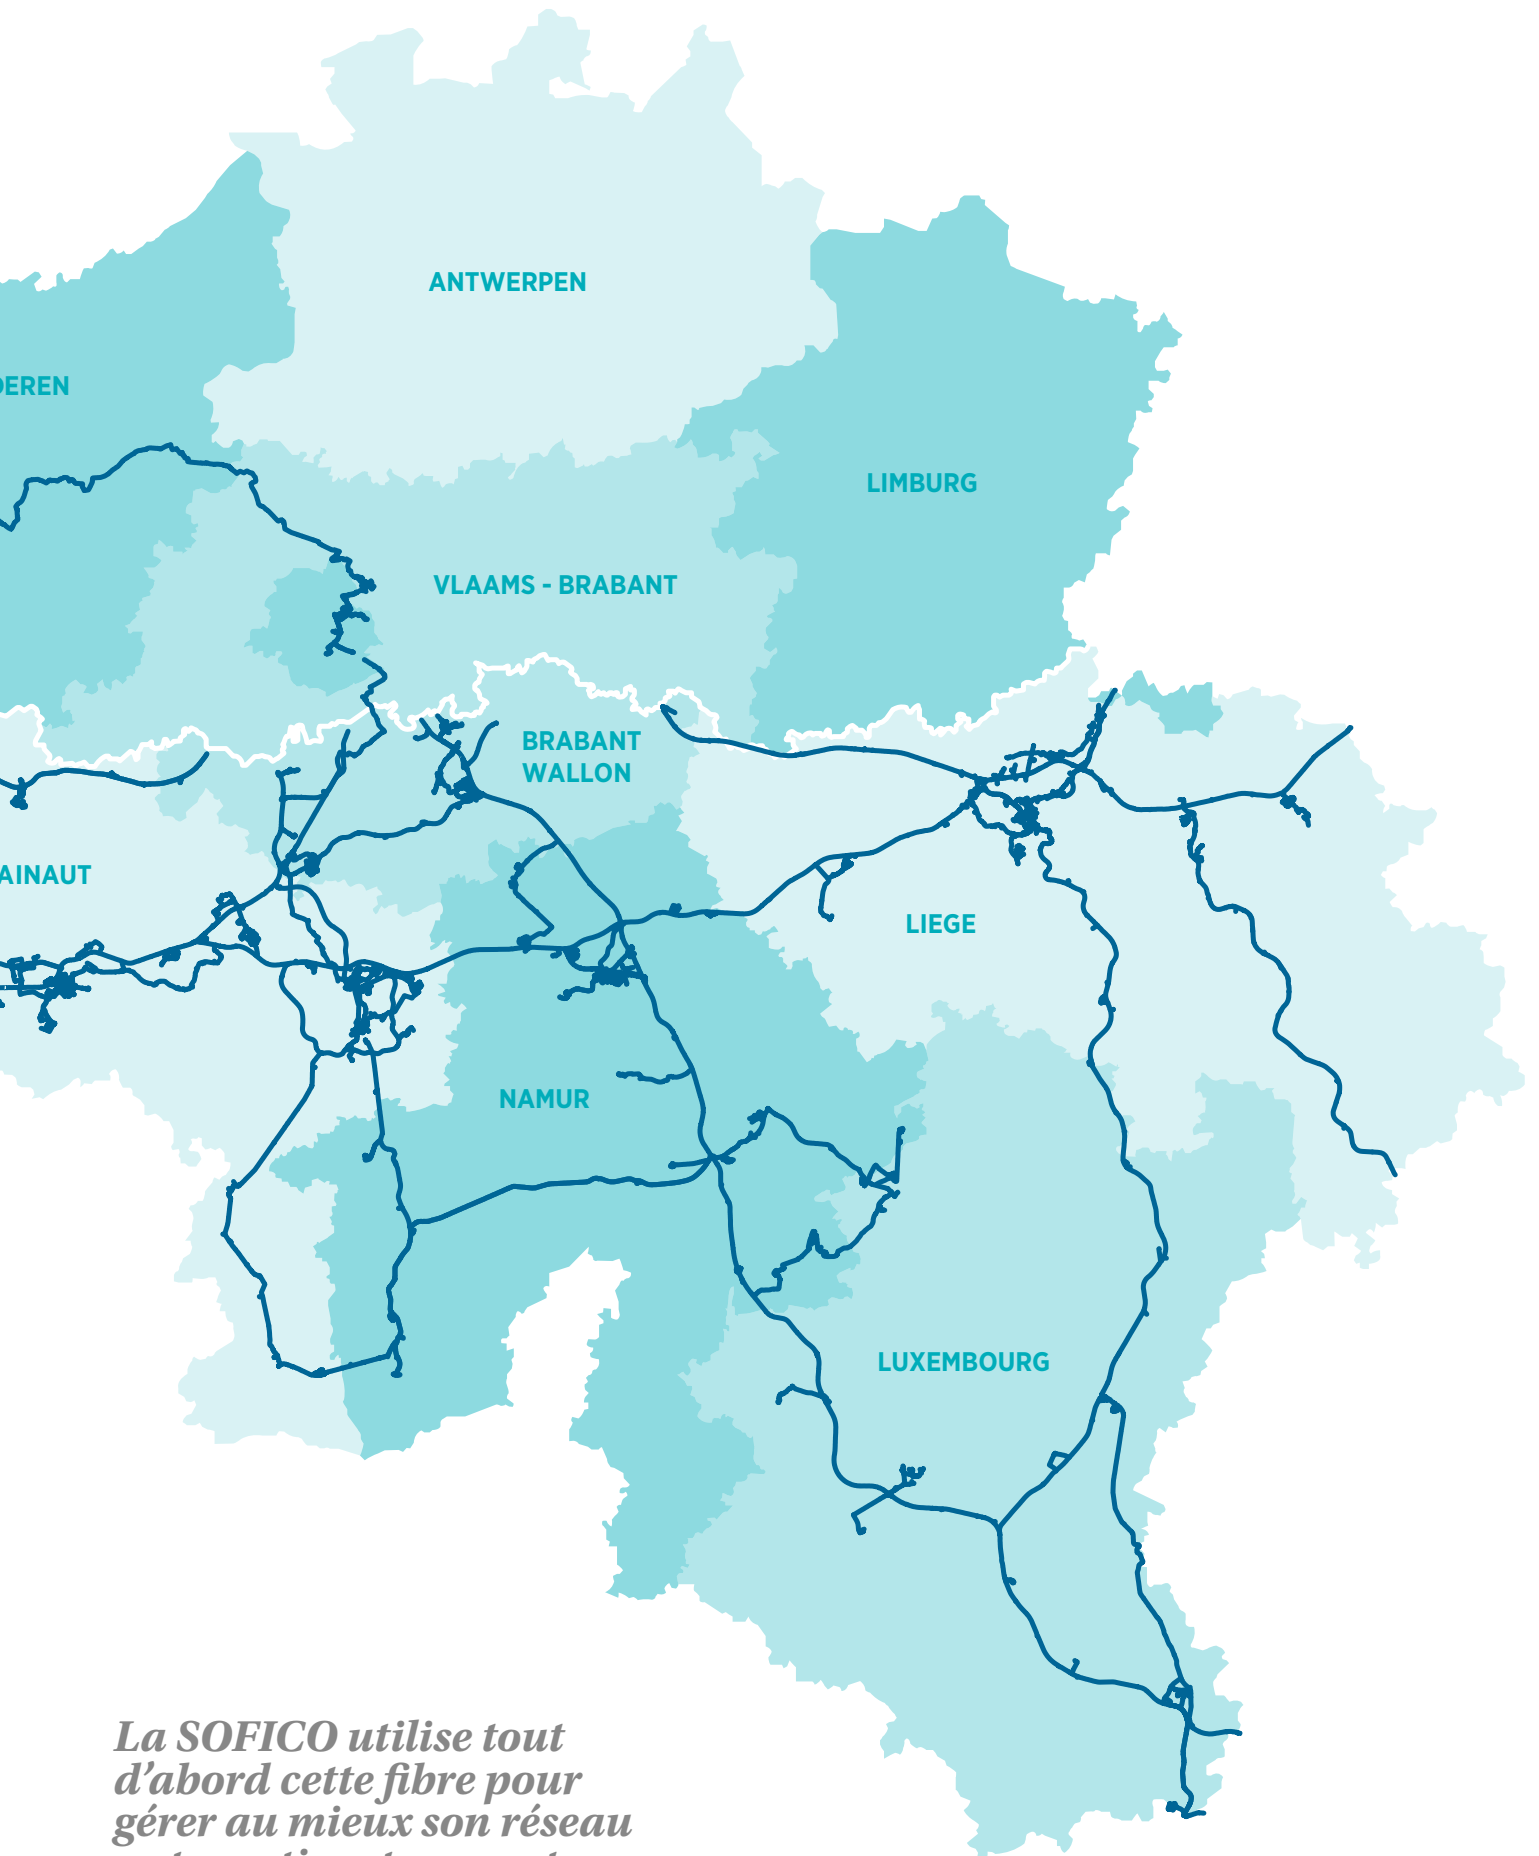 ANTWERPEN
DEREN
LIMBURG
VLAAMS - BRABANT
BRABANT
WALLON
AINAUT
LIEGE
NAMUR
LUXEMBOURG
La SOFICO utilise tout
d’abord cette fibre pour
gérer au mieux son réseau